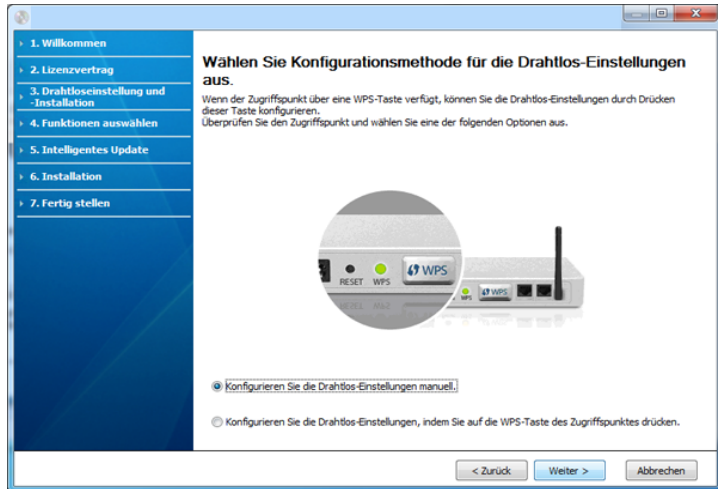 1. Willkommen
2. Lizenzvertrag
3. Drahtloseinstellung und
-Installation
4. Funktionen auswählen
5. Intelligentes Update
6. Installation
7. Fertig stellen
Wählen Sie Konfigurationsmethode für die Drahtlos-Einstellungen
aus.
Wenn der Zugriffspunkt über eine WPS-Taste verfügt, können Sie die Drahtlos-Einstellungen durch Drücken
dieser Taste konfigurieren.
Überprüfen Sie den Zugriffspunkt und wählen Sie eine der folgenden Optionen aus.
RESET WPS WPS
WPS WPS
Konfigurieren Sie die Drahtlos-Einstellungen manuell.
Konfigurieren Sie die Drahtlos-Einstellungen, indem Sie auf die WPS-Taste des Zugriffspunktes drücken.
< Zurück Weiter > Abbrechen